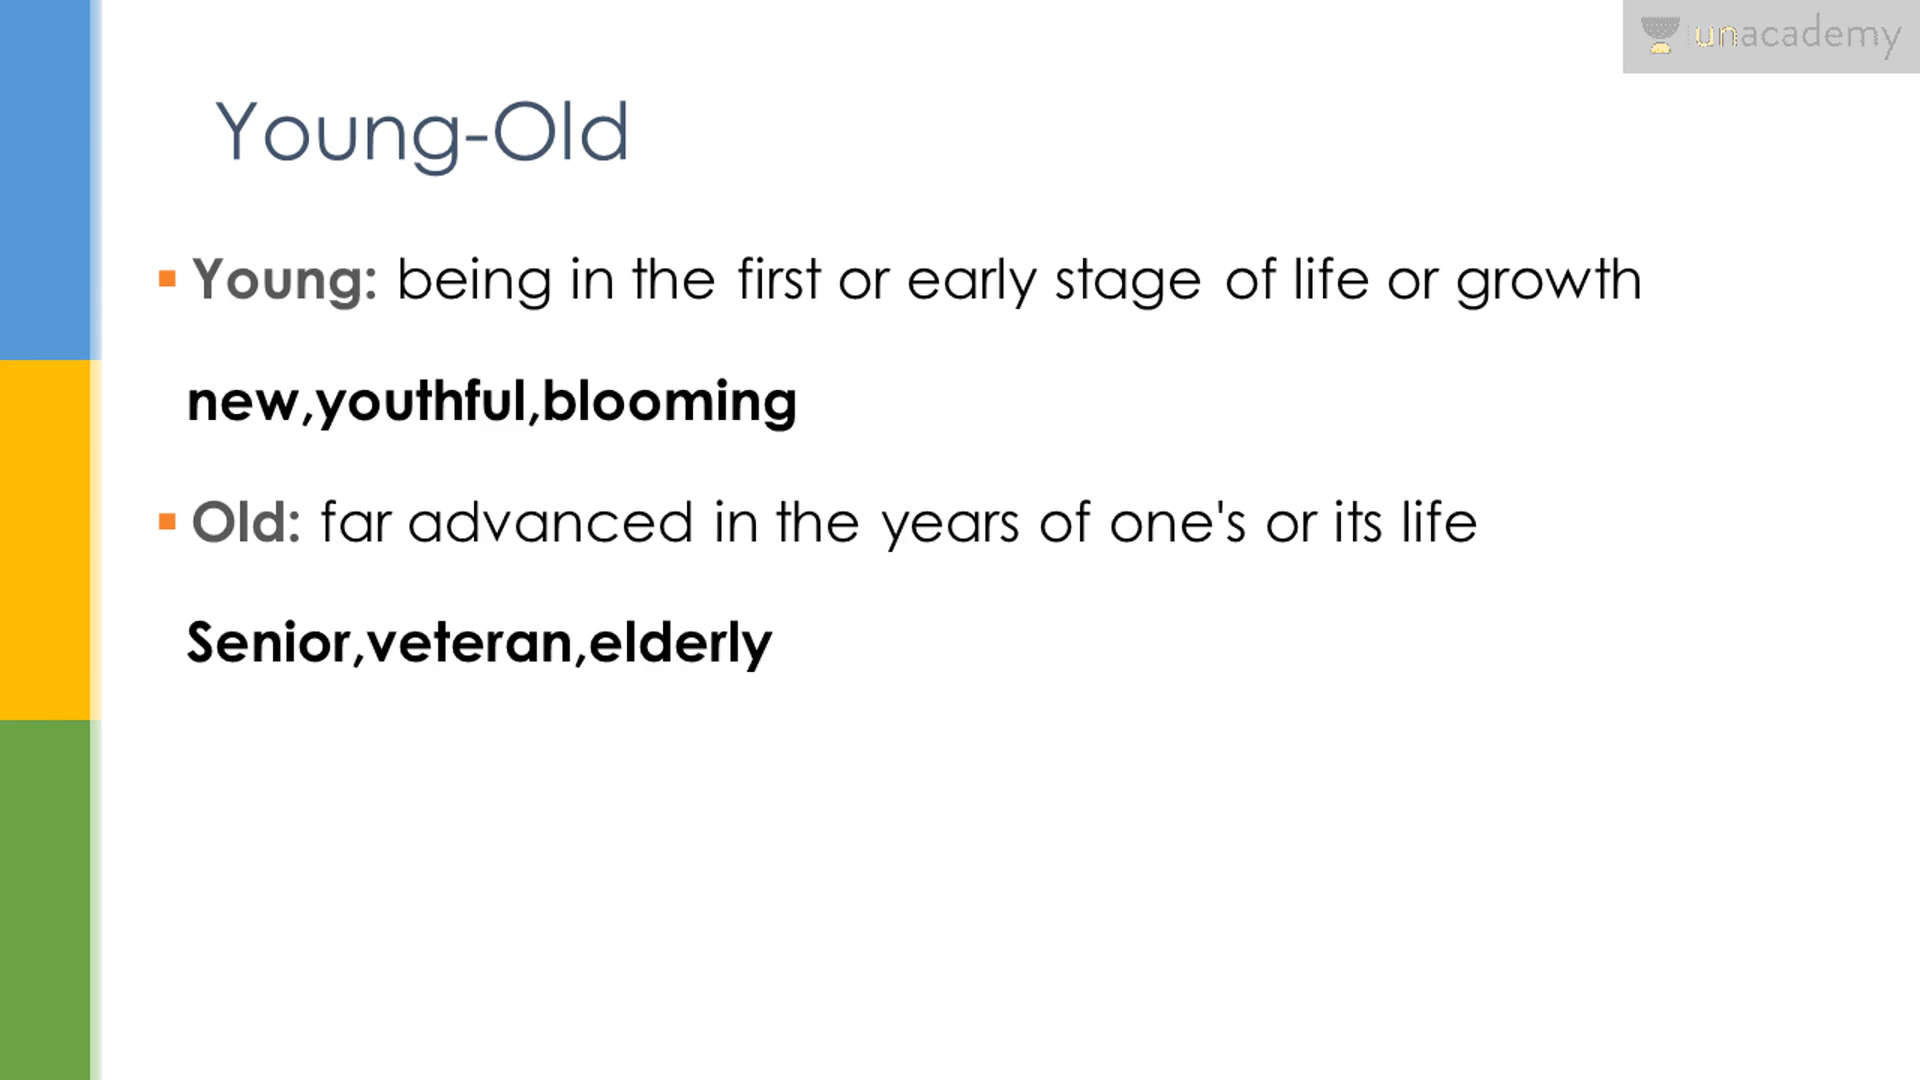 unacademy
Young-Old
Young: being in the first or early stage of life or growth
new,youthful,blooming
Old: far advanced in the years of one's or its life
Senior,veteran,elderly